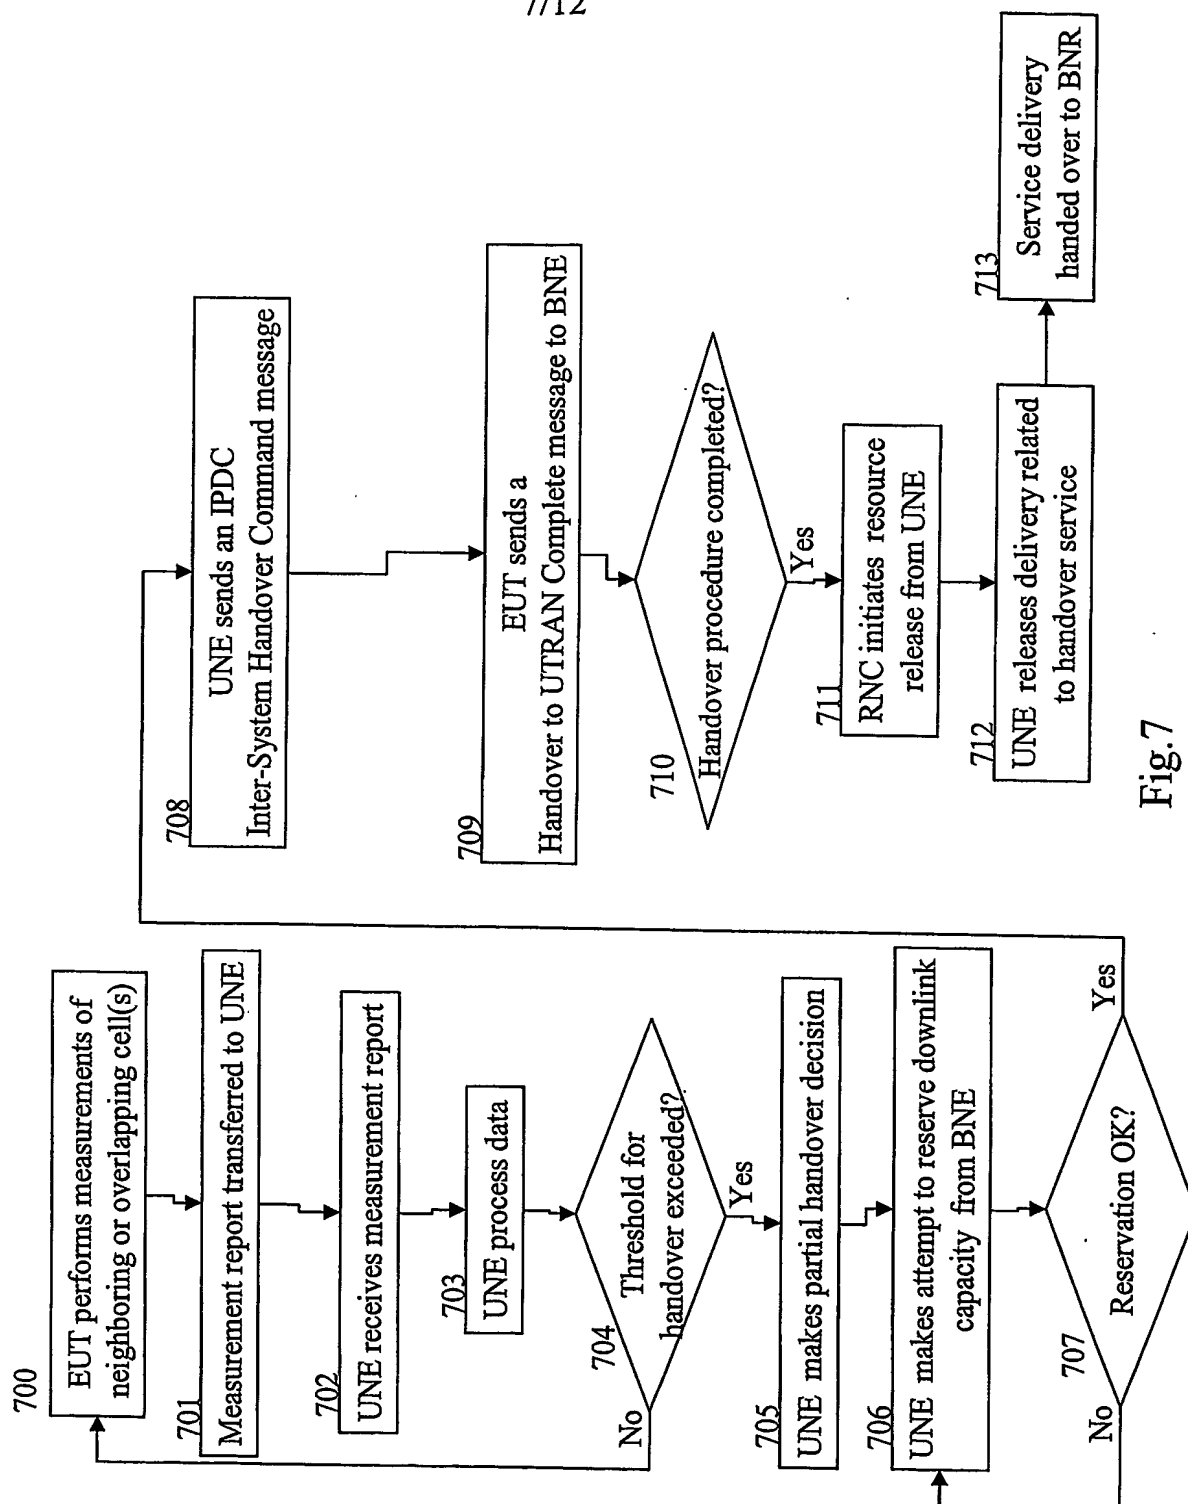 7/12
700
EUT performs measurements of
neighboring or overlapping cell(s)
701
Measurement report transferred to UNE
702
UNE receives measurement report
703
UNE process data
704
Threshold for
handover exceeded?
No
Yes
705
UNE makes partial handover decision
706
UNE makes attempt to reserve downlink
capacity from BNE
707
Reservation OK?
No
Yes
708
UNE sends an IPDC
Inter-System Handover Command message
709
EUT sends a
Handover to UTRAN Complete message to BNE
710
Handover procedure completed?
Yes
711
RNC initiates resource
release from UNE
712
UNE releases delivery related
to handover service
713
Service delivery
handed over to BNR
Fig.7